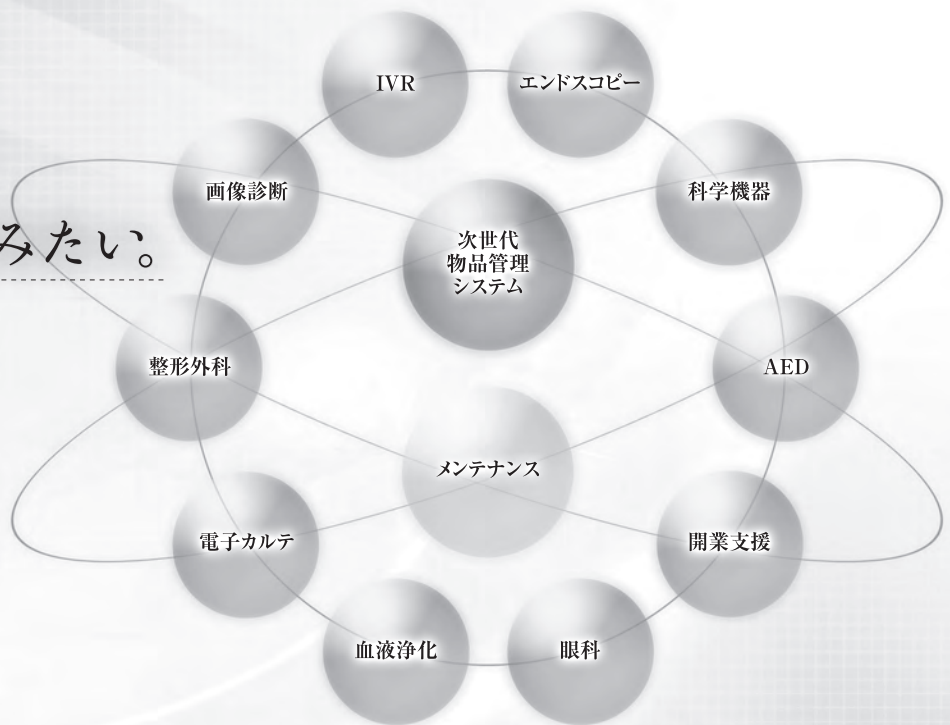 IVR
エンドスコピー
画像診断
科学機器
みたい。
次世代
物品管理
システム
整形外科
AED
メンテナンス
電子カルテ
開業支援
血液浄化
眼科